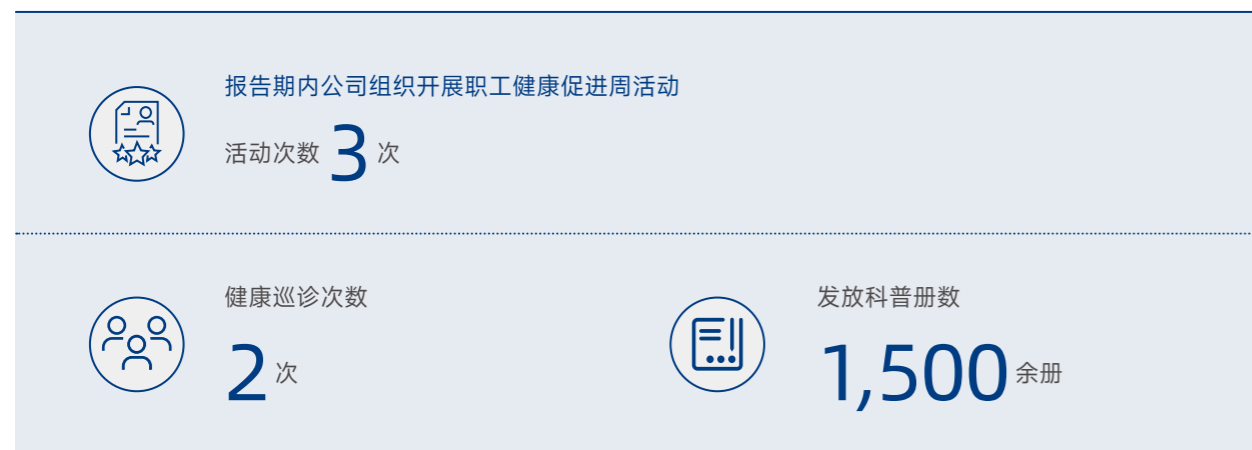 报告期内公司组织开展职工健康促进周活动
活动次数 3 次
健康巡诊次数
2 次
发放科普册数
1,500 余册